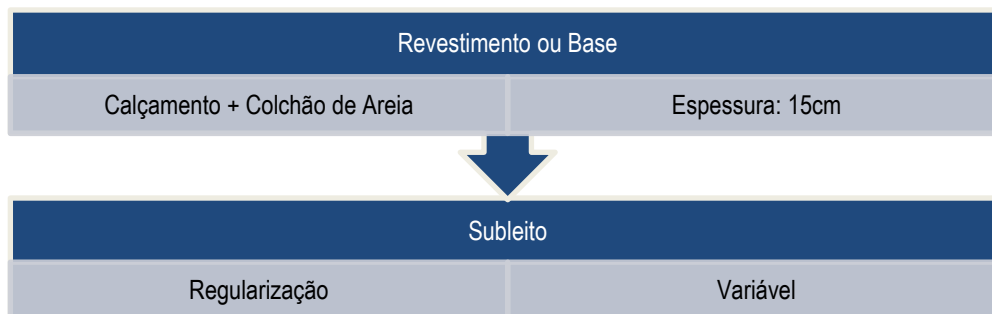 Revestimento ou Base
Calçamento + Colchão de Areia
Espessura: 15cm
Subleito
Regularização
Variável